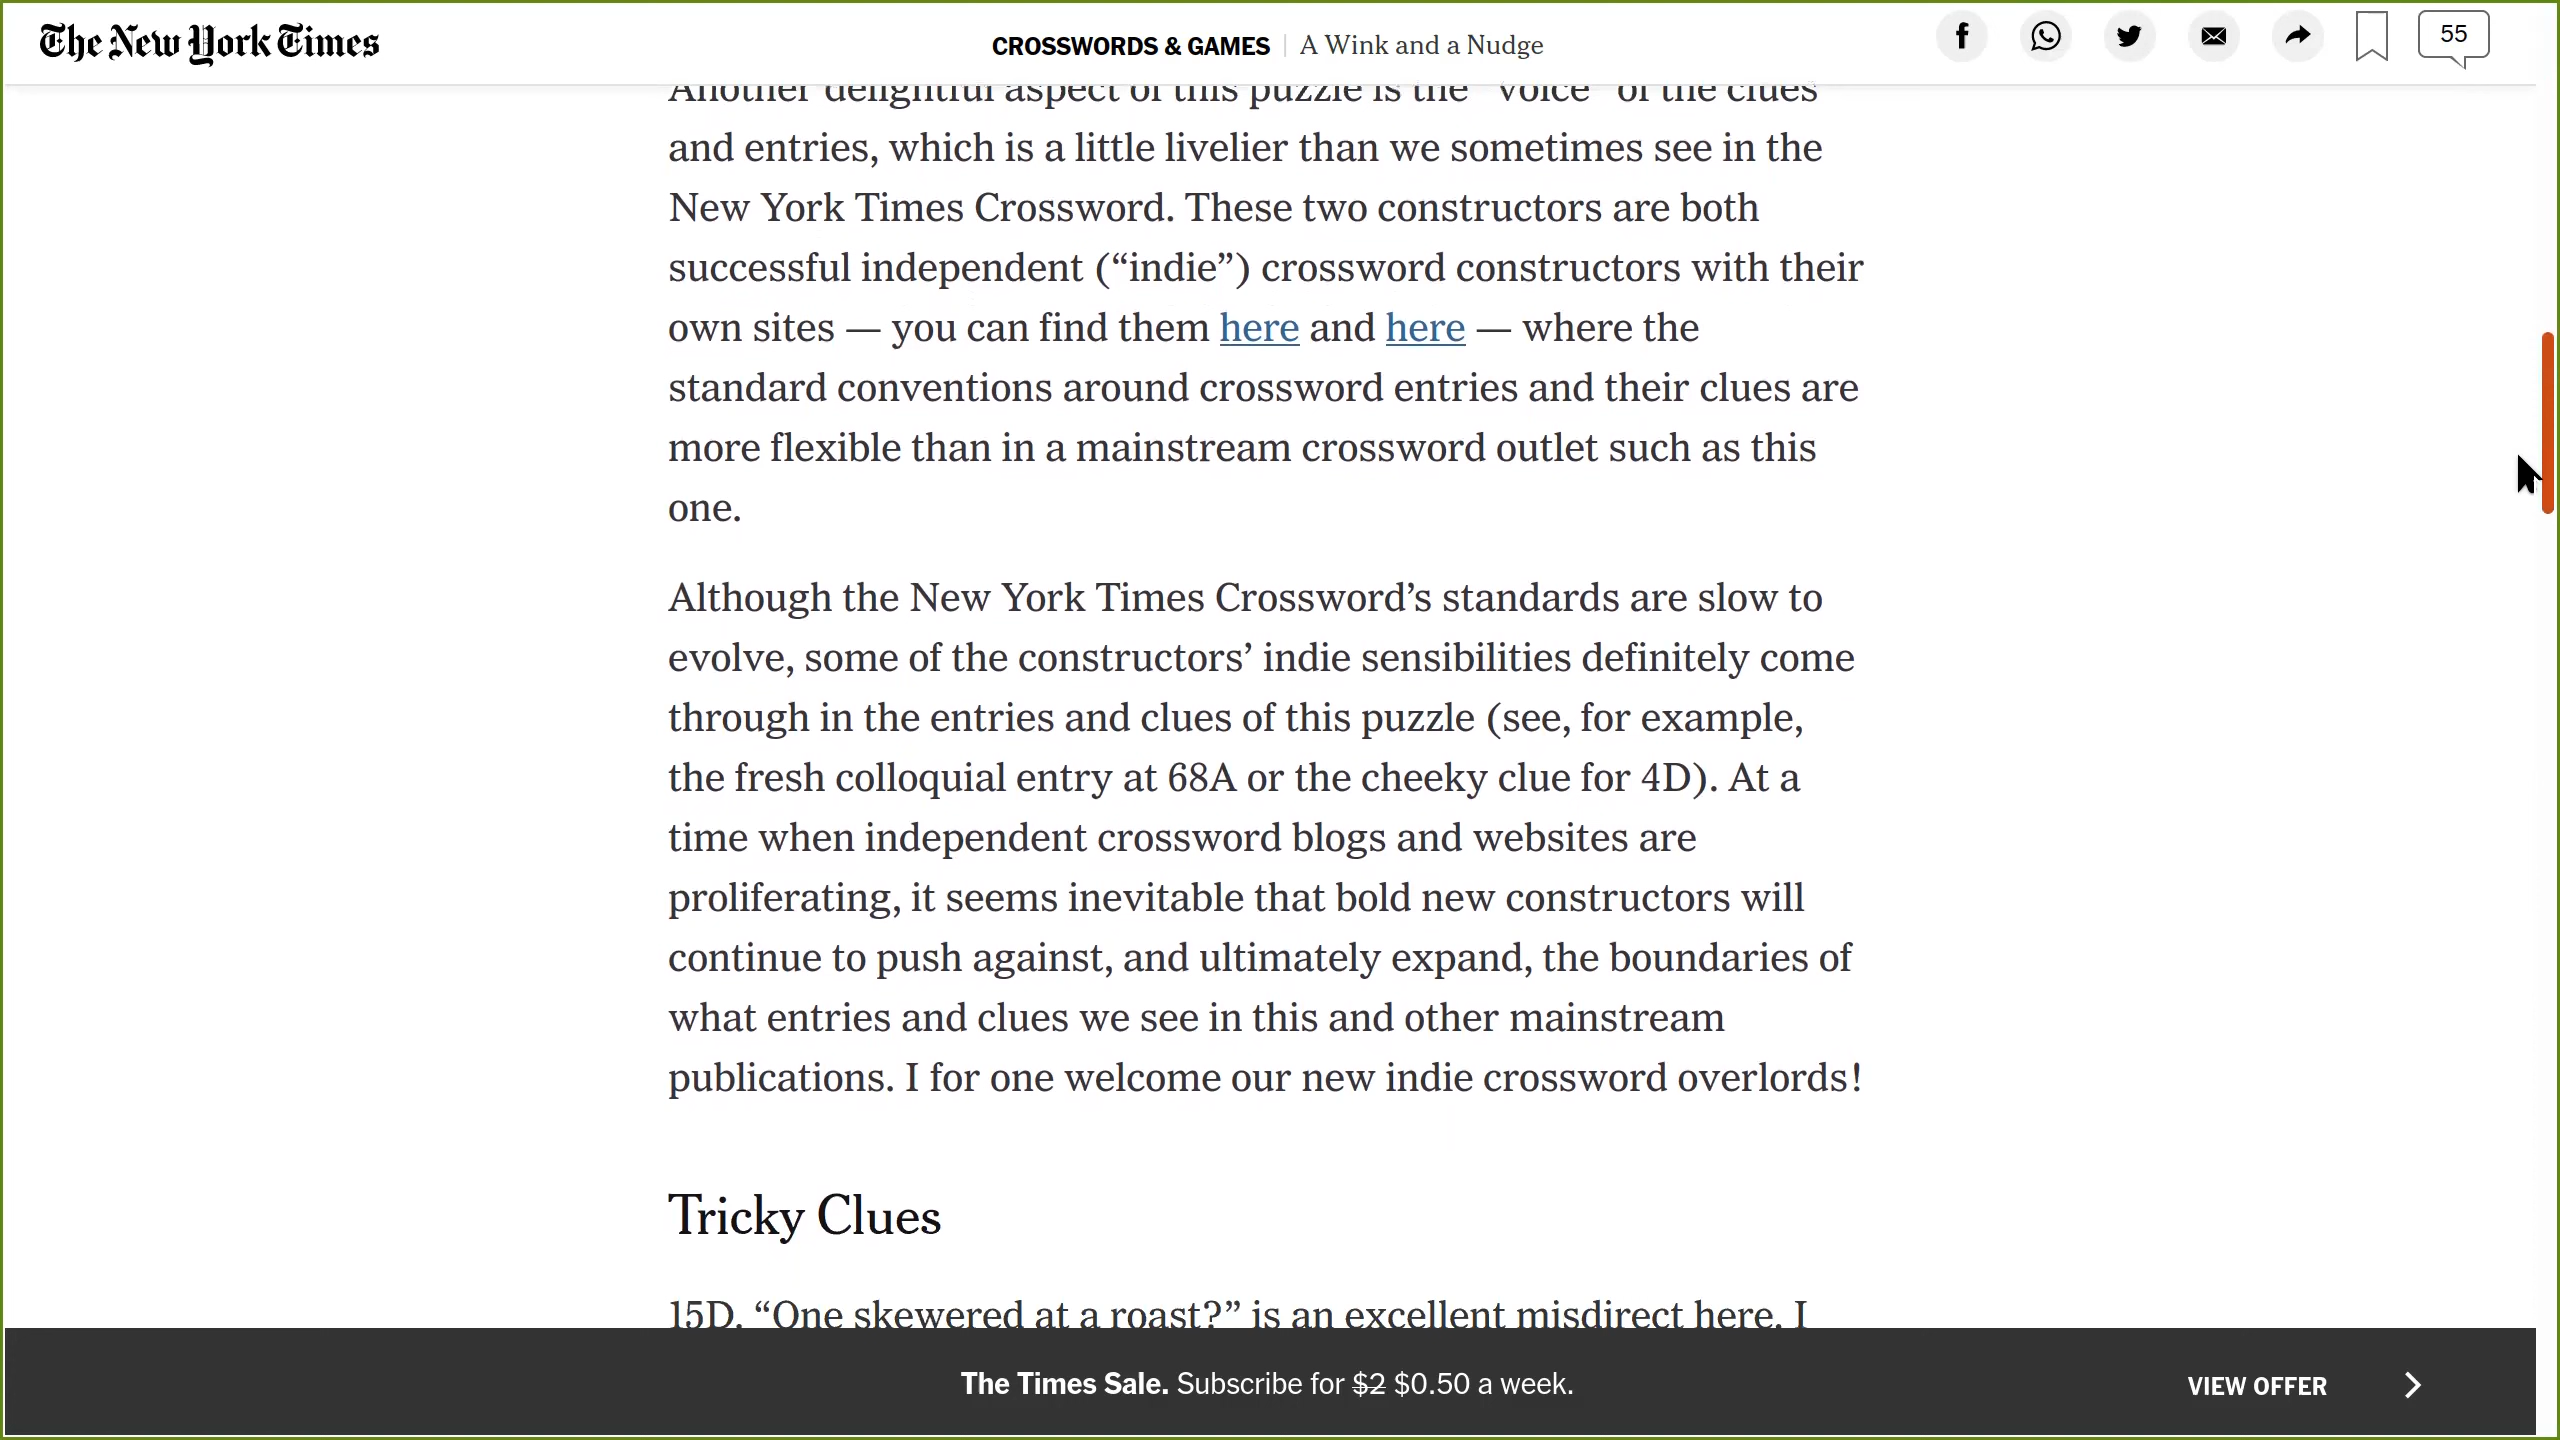 The New York Times
CROSSWORDS & GAMES | A Wink and a Nudge
55
Another delightful aspect of this puzzle is the “voice” of the clues
and entries, which is a little livelier than we sometimes see in the
New York Times Crossword. These two constructors are both
successful independent (“indie”) crossword constructors with their
own sites — you can find them here and here — where the
standard conventions around crossword entries and their clues are
more flexible than in a mainstream crossword outlet such as this
one.
Although the New York Times Crossword’s standards are slow to
evolve, some of the constructors’ indie sensibilities definitely come
through in the entries and clues of this puzzle (see, for example,
the fresh colloquial entry at 68A or the cheeky clue for 4D). At a
time when independent crossword blogs and websites are
proliferating, it seems inevitable that bold new constructors will
continue to push against, and ultimately expand, the boundaries of
what entries and clues we see in this and other mainstream
publications. I for one welcome our new indie crossword overlords!
Tricky Clues
15D. “One skewered at a roast?” is an excellent misdirect here. I
The Times Sale. Subscribe for $2 $0.50 a week.
VIEW OFFER